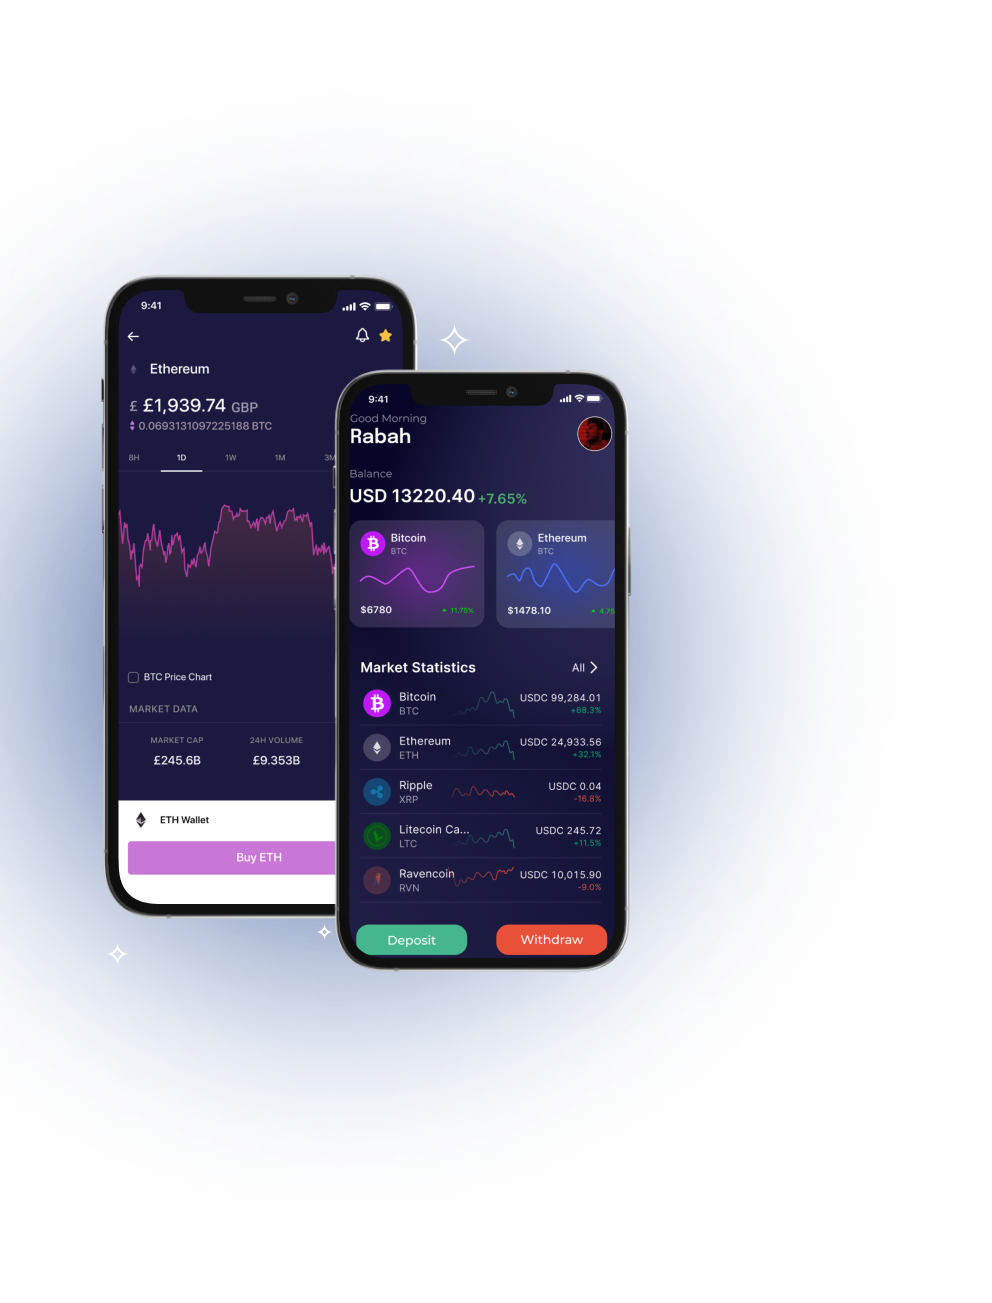 9:41
Ethereum
£ £1,939.74 GBP
0.0693131097225188 BTC
8H 1D 1W 1M 3M
BTC Price Chart
MARKET DATA
MARKET CAP 24H VOLUME
£245.6B £9.353B
ETH Wallet
Buy ETH
9:41
Good Morning
Rabah
Balance
USD 13220.40 +7.65%
Bitcoin
BTC
$6780 11.75%
Ethereum
BTC
$1478.10 4.75
Market Statistics All
Bitcoin USDC 99,284.01
BTC +68.3%
Ethereum USDC 24,933.56
ETH +32.1%
Ripple USDC 0.04
XRP -16.8%
Litecoin Ca... USDC 245.72
LTC +11.5%
Ravencoin USDC 10,015.90
RVN -9.0%
Deposit Withdraw